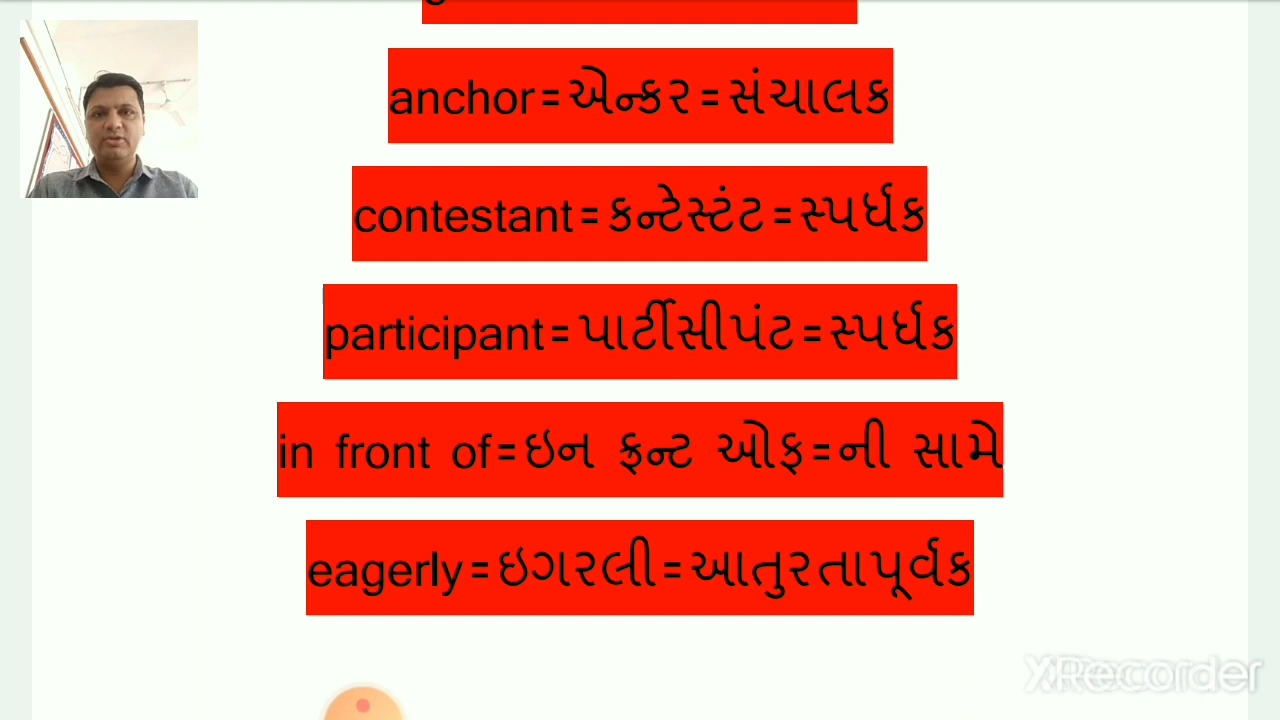 anchor=એન્કર=સંચાલક
contestant=કન્ટેસ્ટંટ=સ્પર્ધક
participant=પાર્ટીસીપંટ=સ્પર્ધક
in front of=ઇન ફ્રન્ટ ઓફ=ની સામે
eagerly=ઇગરલી=આતુરતાપૂર્વક
XRecorder